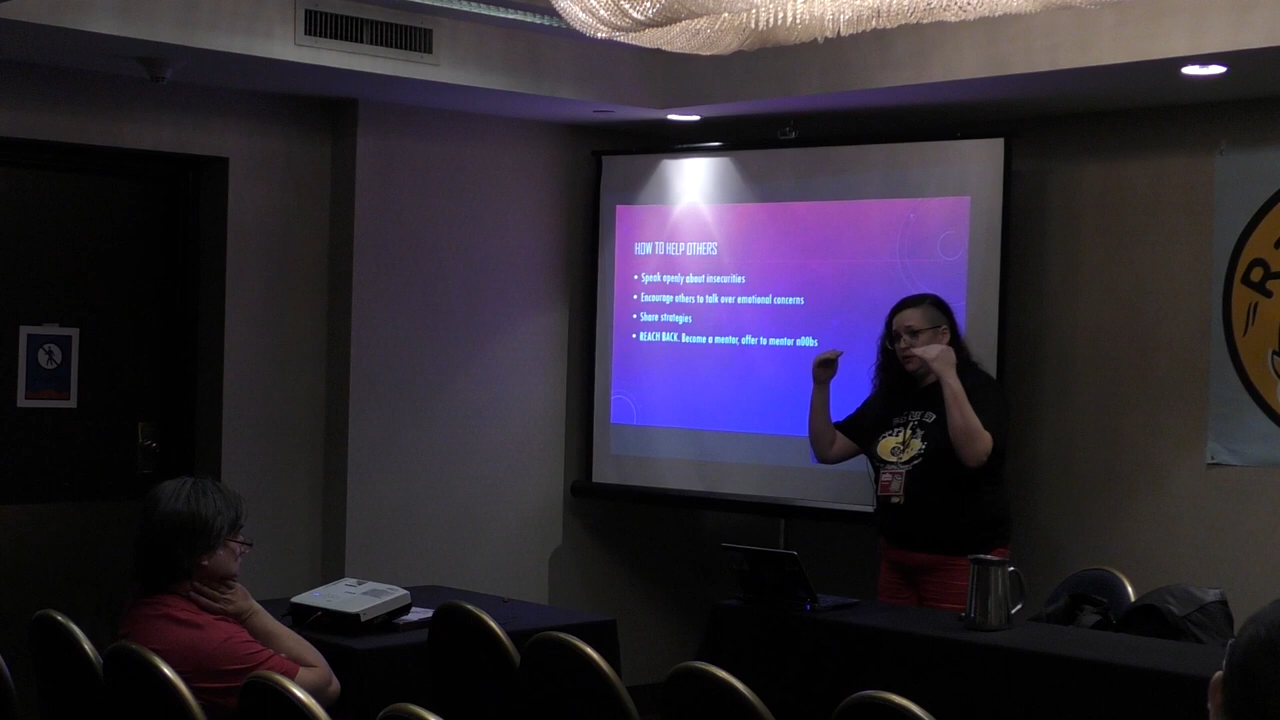 HOW TO HELP OTHERS
• Speak openly about insecurities
• Encourage others to talk over emotional concerns
• Share strategies
• REACH BACK. Become a mentor, offer to mentor n00bs